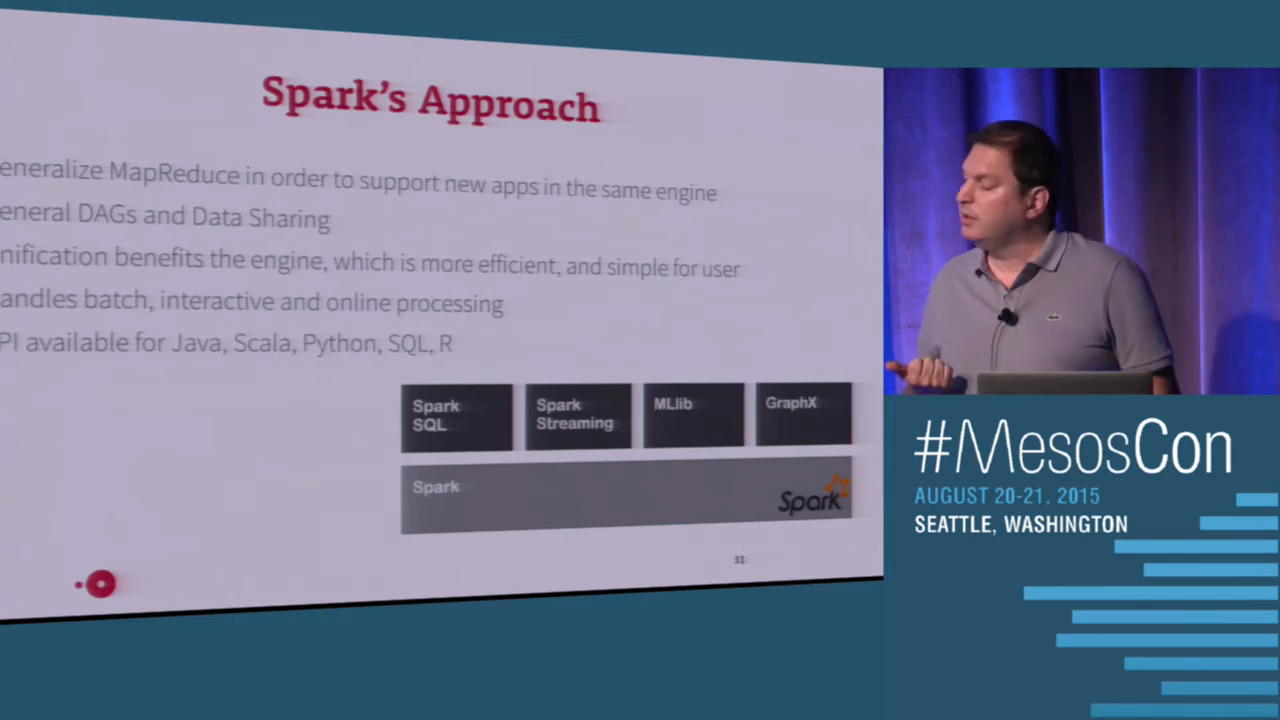 Spark's Approach
eneralize MapReduce in order to support new apps in the same engine
eneral DAGs and Data Sharing
nification benefits the engine, which is more efficient, and simple for user
andles batch, interactive and online processing
PI available for Java, Scala, Python, SQL, R
Spark
SQL
Spark
Streaming
MLlib
GraphX
Spark
Spark
31
#MesosCon
AUGUST 20-21, 2015
SEATTLE, WASHINGTON